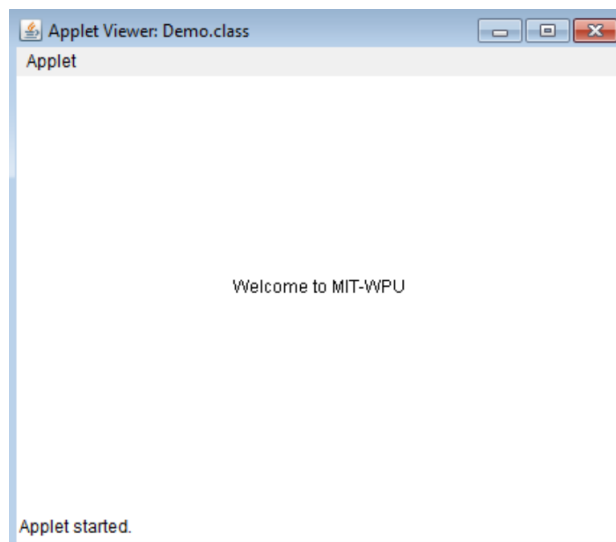 Applet Viewer: Demo.class
Applet
Welcome to MIT-WPU
Applet started.